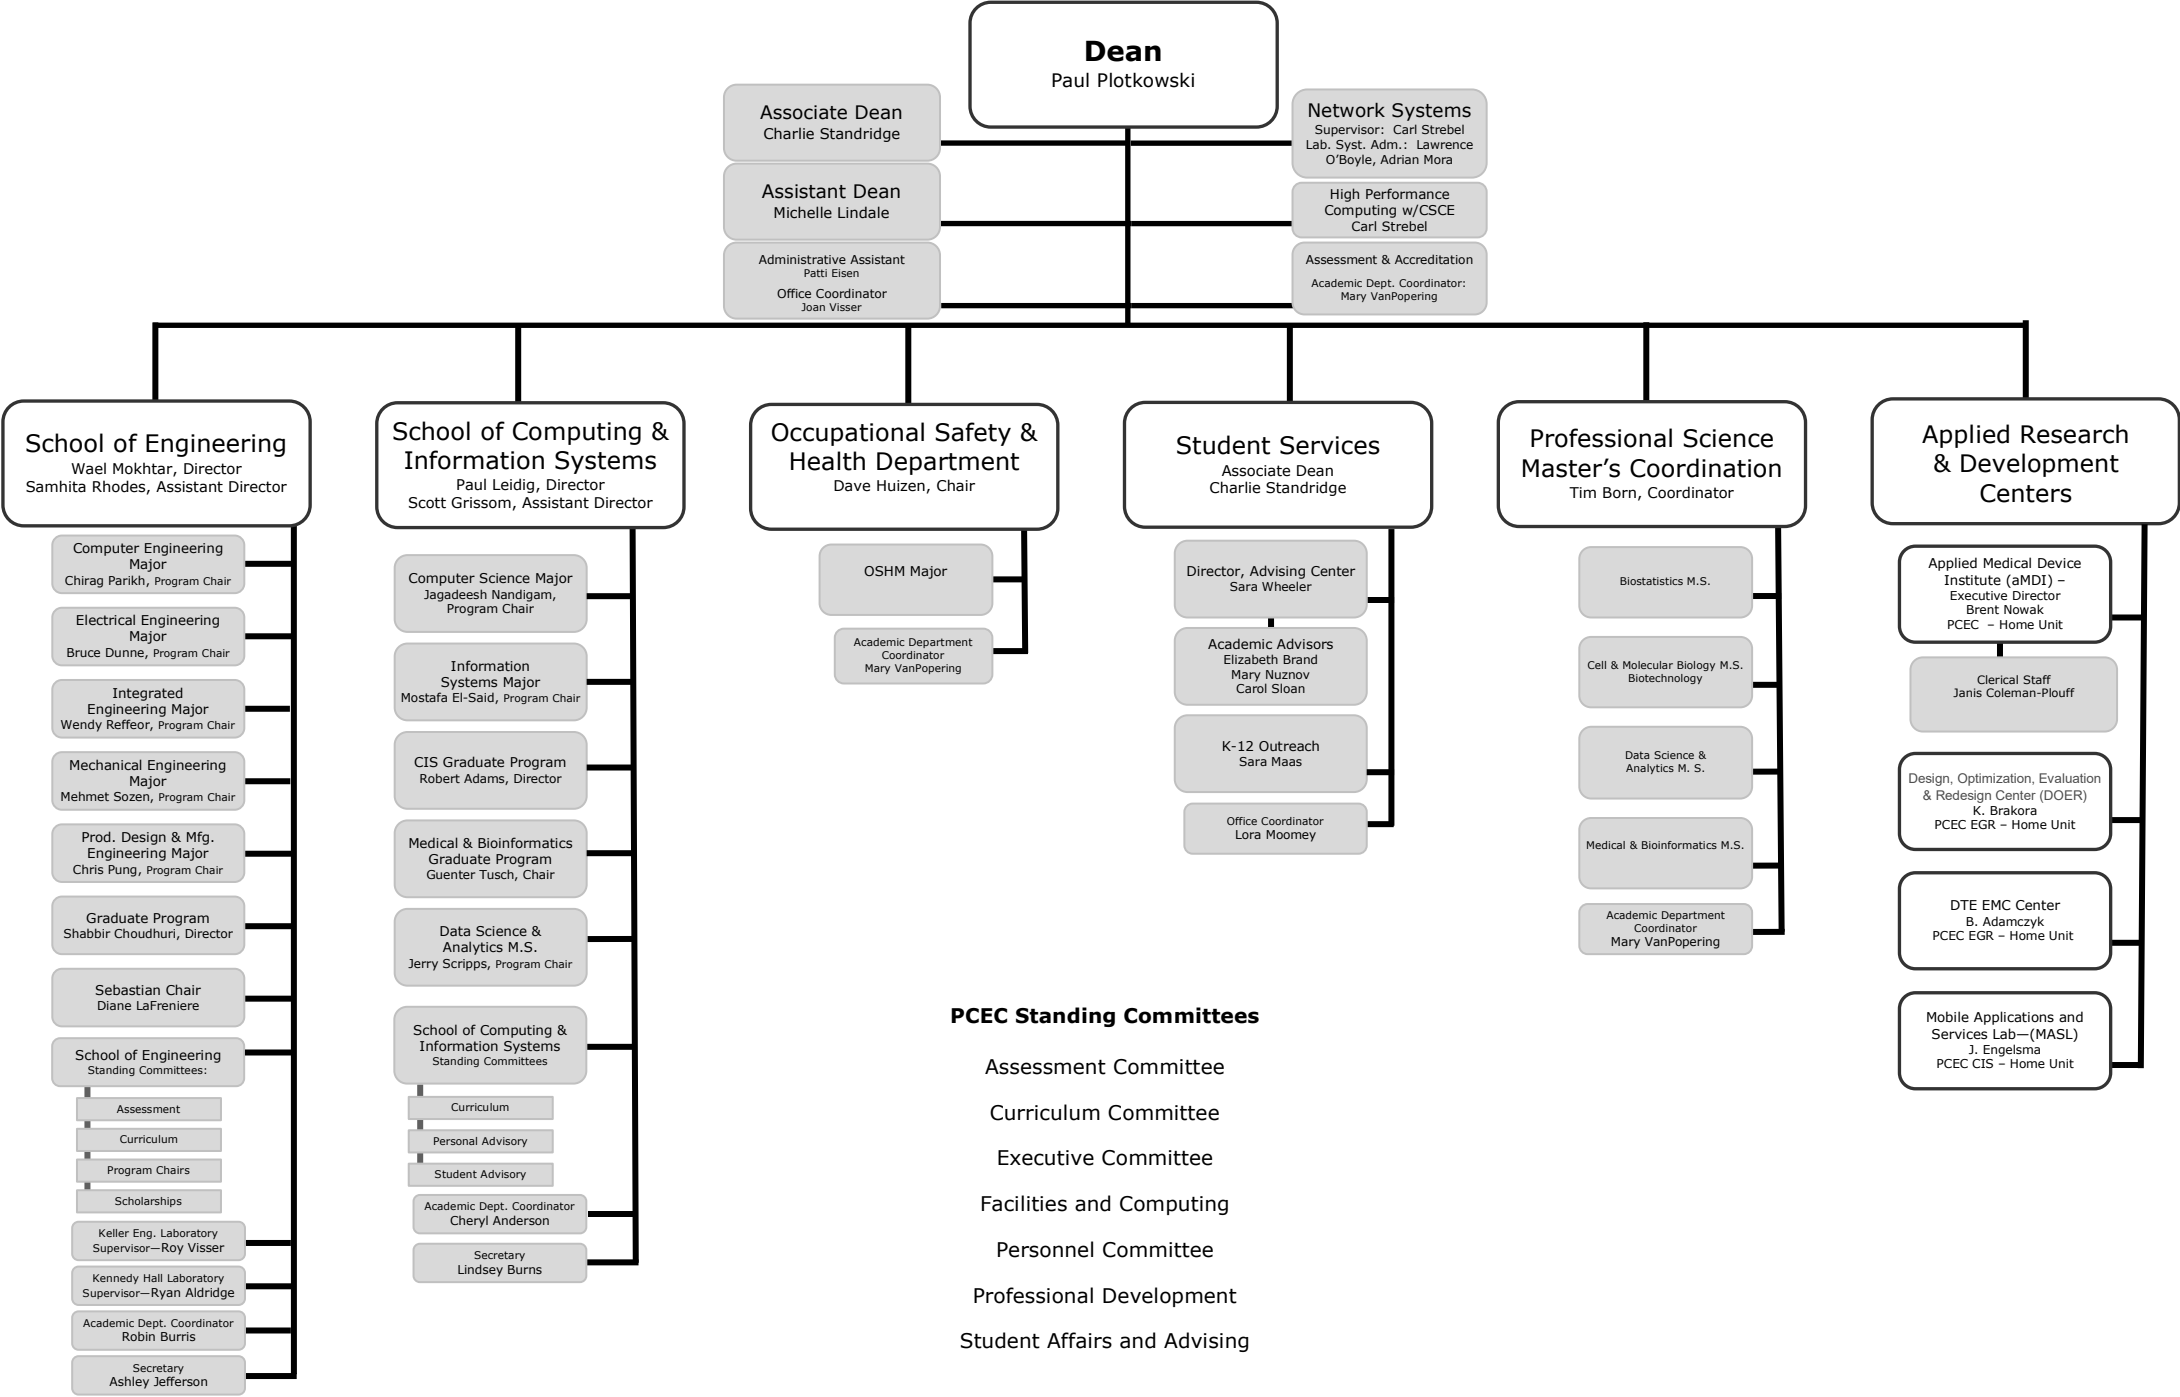 Dean
Paul Plotkowski
Associate Dean
Charlie Standridge
Assistant Dean
Michelle Lindale
Administrative Assistant
Patti Eisen
Office Coordinator
Joan Visser
Network Systems
Supervisor: Carl Strebel
Lab. Syst. Adm.: Lawrence
O’Boyle, Adrian Mora
High Performance
Computing w/CSCE
Carl Strebel
Assessment & Accreditation
Academic Dept. Coordinator:
Mary VanPopering
School of Engineering
Wael Mokhtar, Director
Samhita Rhodes, Assistant Director
Computer Engineering
Major
Chirag Parikh, Program Chair
Electrical Engineering
Major
Bruce Dunne, Program Chair
Integrated
Engineering Major
Wendy Reffeor, Program Chair
Mechanical Engineering
Major
Mehmet Sozen, Program Chair
Prod. Design & Mfg.
Engineering Major
Chris Pung, Program Chair
Graduate Program
Shabbir Choudhuri, Director
Sebastian Chair
Diane LaFreniere
School of Engineering
Standing Committees:
Assessment
Curriculum
Program Chairs
Scholarships
Keller Eng. Laboratory
Supervisor—Roy Visser
Kennedy Hall Laboratory
Supervisor—Ryan Aldridge
Academic Dept. Coordinator
Robin Burris
Secretary
Ashley Jefferson
School of Computing &
Information Systems
Paul Leidig, Director
Scott Grissom, Assistant Director
Computer Science Major
Jagadeesh Nandigam,
Program Chair
Information
Systems Major
Mostafa El-Said, Program Chair
CIS Graduate Program
Robert Adams, Director
Medical & Bioinformatics
Graduate Program
Guenter Tusch, Chair
Data Science &
Analytics M.S.
Jerry Scripps, Program Chair
School of Computing &
Information Systems
Standing Committees
Curriculum
Personal Advisory
Student Advisory
Academic Dept. Coordinator
Cheryl Anderson
Secretary
Lindsey Burns
Occupational Safety &
Health Department
Dave Huizen, Chair
OSHM Major
Academic Department
Coordinator
Mary VanPopering
Student Services
Associate Dean
Charlie Standridge
Director, Advising Center
Sara Wheeler
Academic Advisors
Elizabeth Brand
Mary Nuznov
Carol Sloan
K-12 Outreach
Sara Maas
Office Coordinator
Lora Moomey
Professional Science
Master’s Coordination
Tim Born, Coordinator
Biostatistics M.S.
Cell & Molecular Biology M.S.
Biotechnology
Data Science &
Analytics M. S.
Medical & Bioinformatics M.S.
Academic Department
Coordinator
Mary VanPopering
Applied Research
& Development
Centers
Applied Medical Device
Institute (aMDI) –
Executive Director
Brent Nowak
PCEC – Home Unit
Clerical Staff
Janis Coleman-Plouff
Design, Optimization, Evaluation
& Redesign Center (DOER)
K. Brakora
PCEC EGR – Home Unit
DTE EMC Center
B. Adamczyk
PCEC EGR – Home Unit
Mobile Applications and
Services Lab—(MASL)
J. Engelsma
PCEC CIS – Home Unit
PCEC Standing Committees
Assessment Committee
Curriculum Committee
Executive Committee
Facilities and Computing
Personnel Committee
Professional Development
Student Affairs and Advising